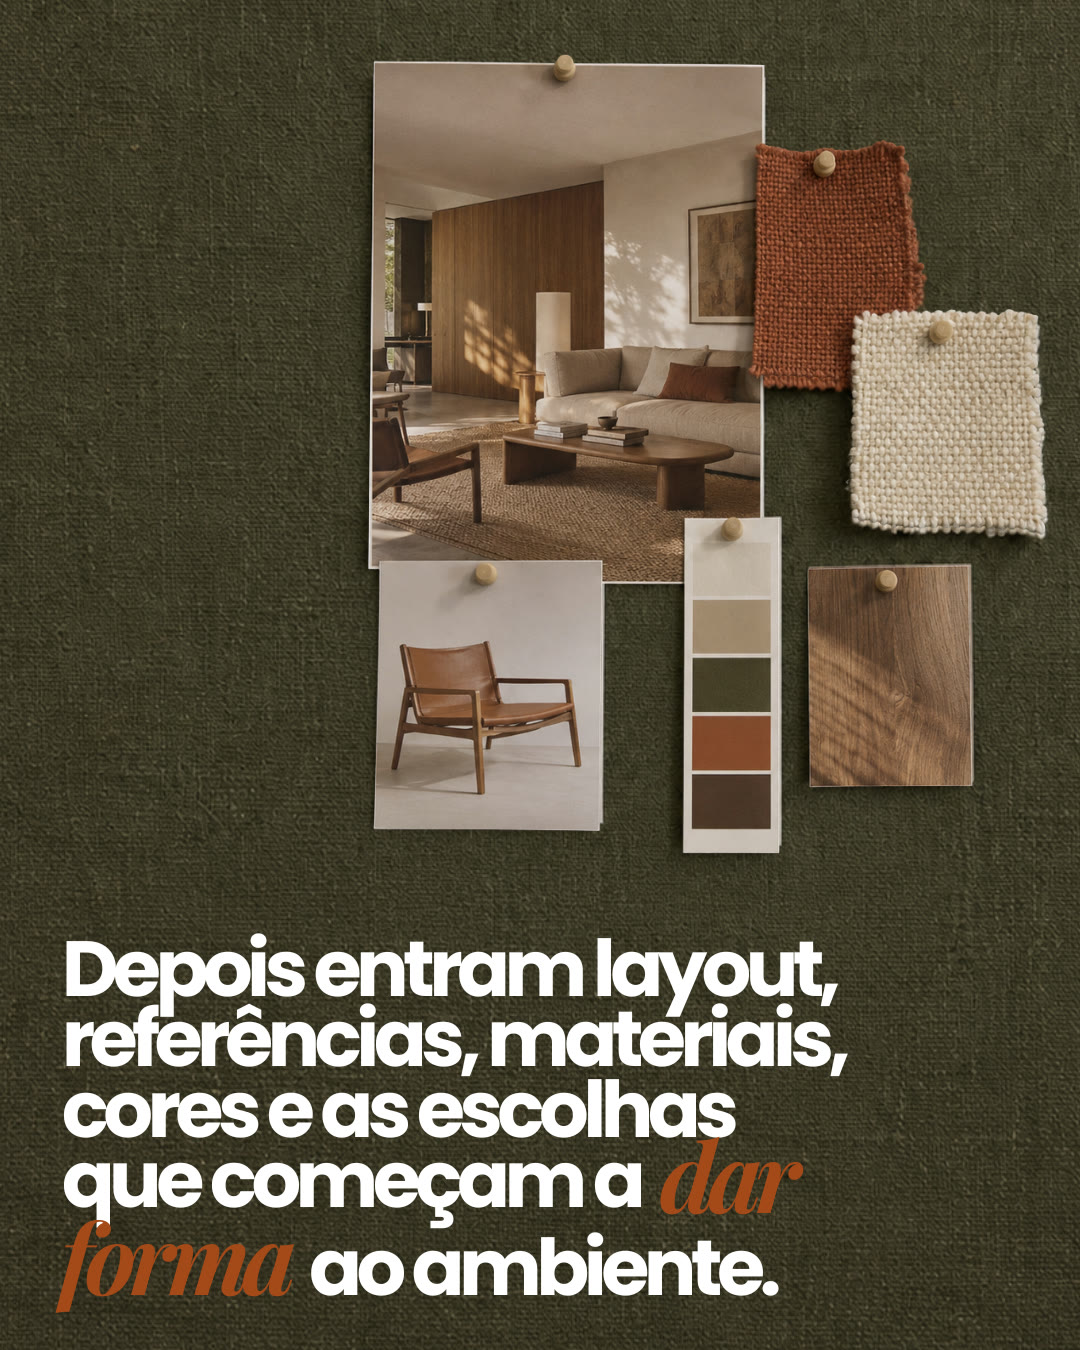 Depois entram layout,
referências, materiais,
cores e as escolhas
que começam a dar
forma ao ambiente.